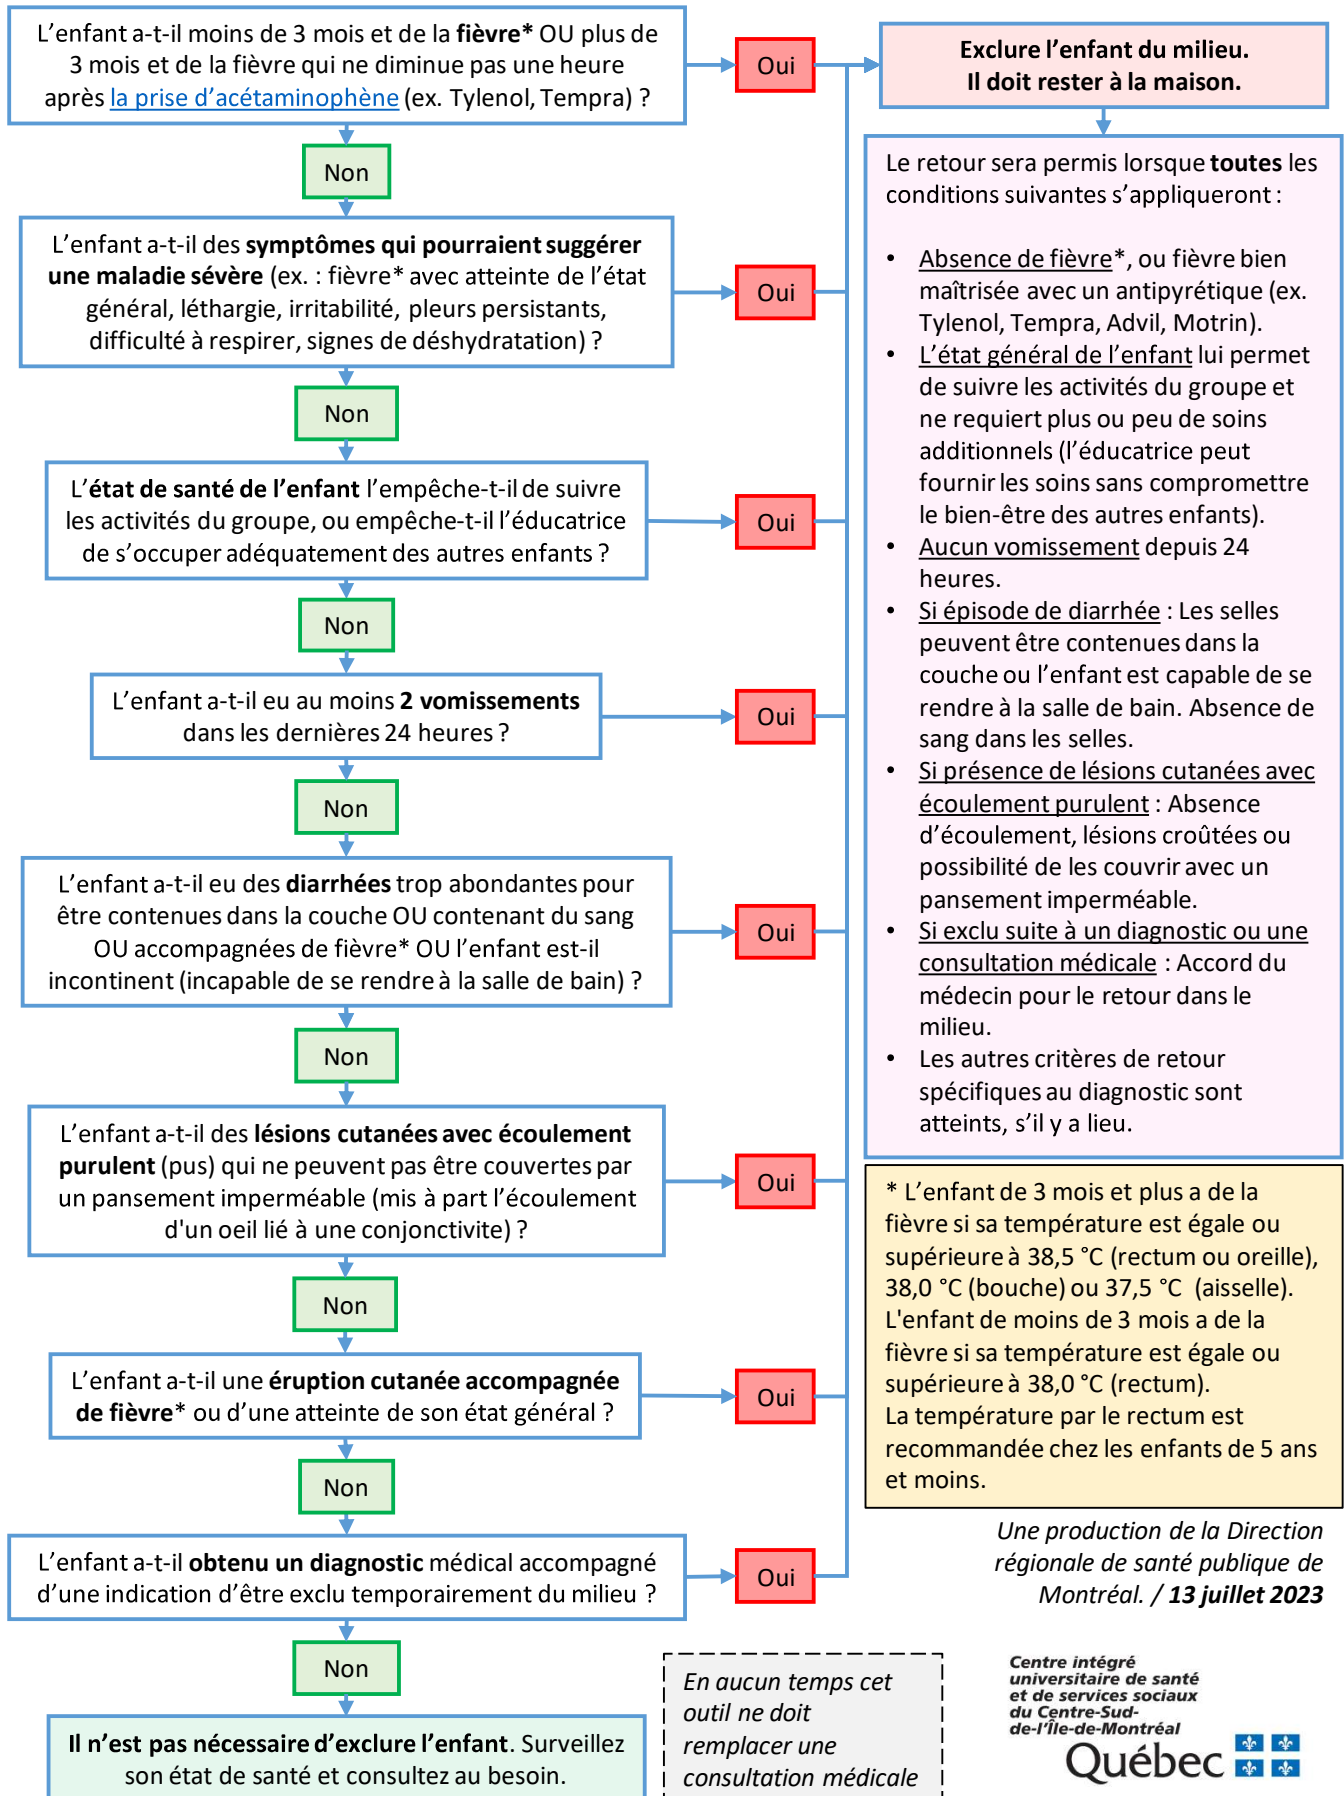 L'enfant a-t-il moins de 3 mois et de la fièvre* OU plus de
3 mois et de la fièvre qui ne diminue pas une heure
après la prise d'acétaminophène (ex. Tylenol, Tempra) ?
Oui
Non
L'enfant a-t-il des symptômes qui pourraient suggérer
une maladie sévère (ex. : fièvre* avec atteinte de l'état
général, léthargie, irritabilité, pleurs persistants,
difficulté à respirer, signes de déshydratation) ?
Oui
Non
L'état de santé de l'enfant l'empêche-t-il de suivre
les activités du groupe, ou empêche-t-il l'éducatrice
de s'occuper adéquatement des autres enfants ?
Oui
Non
L'enfant a-t-il eu au moins 2 vomissements
dans les dernières 24 heures ?
Oui
Non
L'enfant a-t-il eu des diarrhées trop abondantes pour
être contenues dans la couche OU contenant du sang
OU accompagnées de fièvre* OU l'enfant est-il
incontinent (incapable de se rendre à la salle de bain) ?
Oui
Non
L'enfant a-t-il des lésions cutanées avec écoulement
purulent (pus) qui ne peuvent pas être couvertes par
un pansement imperméable (mis à part l'écoulement
d'un oeil lié à une conjonctivite) ?
Oui
Non
L'enfant a-t-il une éruption cutanée accompagnée
de fièvre* ou d'une atteinte de son état général ?
Oui
Non
L'enfant a-t-il obtenu un diagnostic médical accompagné
d'une indication d'être exclu temporairement du milieu ?
Oui
Non
Il n'est pas nécessaire d'exclure l'enfant. Surveillez
son état de santé et consultez au besoin.
Exclure l'enfant du milieu.
Il doit rester à la maison.
Le retour sera permis lorsque toutes les
conditions suivantes s'appliqueront :
• Absence de fièvre*, ou fièvre bien
maîtrisée avec un antipyrétique (ex.
Tylenol, Tempra, Advil, Motrin).
• L'état général de l'enfant lui permet
de suivre les activités du groupe et
ne requiert plus ou peu de soins
additionnels (l'éducatrice peut
fournir les soins sans compromettre
le bien-être des autres enfants).
• Aucun vomissement depuis 24
heures.
• Si épisode de diarrhée : Les selles
peuvent être contenues dans la
couche ou l'enfant est capable de se
rendre à la salle de bain. Absence de
sang dans les selles.
• Si présence de lésions cutanées avec
écoulement purulent : Absence
d'écoulement, lésions croûtées ou
possibilité de les couvrir avec un
pansement imperméable.
• Si exclu suite à un diagnostic ou une
consultation médicale : Accord du
médecin pour le retour dans le
milieu.
• Les autres critères de retour
spécifiques au diagnostic sont
atteints, s'il y a lieu.
* L'enfant de 3 mois et plus a de la
fièvre si sa température est égale ou
supérieure à 38,5 °C (rectum ou oreille),
38,0 °C (bouche) ou 37,5 °C (aisselle).
L'enfant de moins de 3 mois a de la
fièvre si sa température est égale ou
supérieure à 38,0 °C (rectum).
La température par le rectum est
recommandée chez les enfants de 5 ans
et moins.
Une production de la Direction
régionale de santé publique de
Montréal. / 13 juillet 2023
En aucun temps cet
outil ne doit
remplacer une
consultation médicale
Centre intégré
universitaire de santé
et de services sociaux
du Centre-Sud-
de-l'Île-de-Montréal
Québec